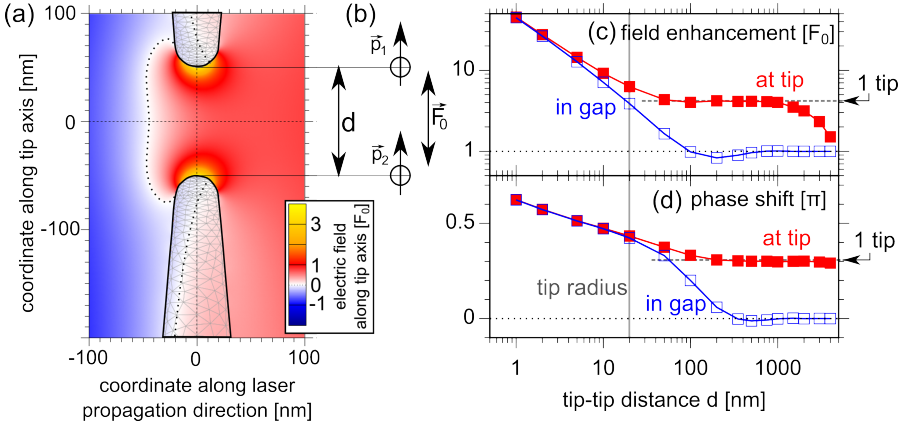 (a)
100
0
-100
coordinate along tip axis [nm]
-100
0
100
coordinate along laser
propagation direction [nm]
4
1
0
-1
electric field
along tip axis [F0]
(b)
p1
d
F0
p2
(c) field enhancement [F0]
10
1
at tip
in gap
1 tip
(d) phase shift [π]
0.5
0
at tip
1 tip
tip radius
in gap
1
10
100
1000
tip-tip distance d [nm]